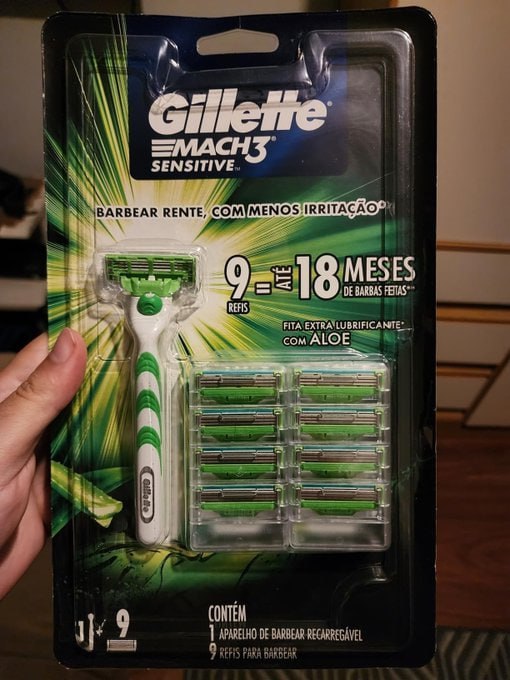 Gillette®
MACH3®
SENSITIVE™
BARBEAR RENTE, COM MENOS IRRITAÇÃO*
9 = ATÉ 18 MESES
REFIS
DE BARBAS FEITAS***
FITA EXTRA LUBRIFICANTE*
COM ALOE
Gillette
1 + 9
CONTÉM
1 APARELHO DE BARBEAR RECARREGÁVEL
9 REFIS PARA BARBEAR